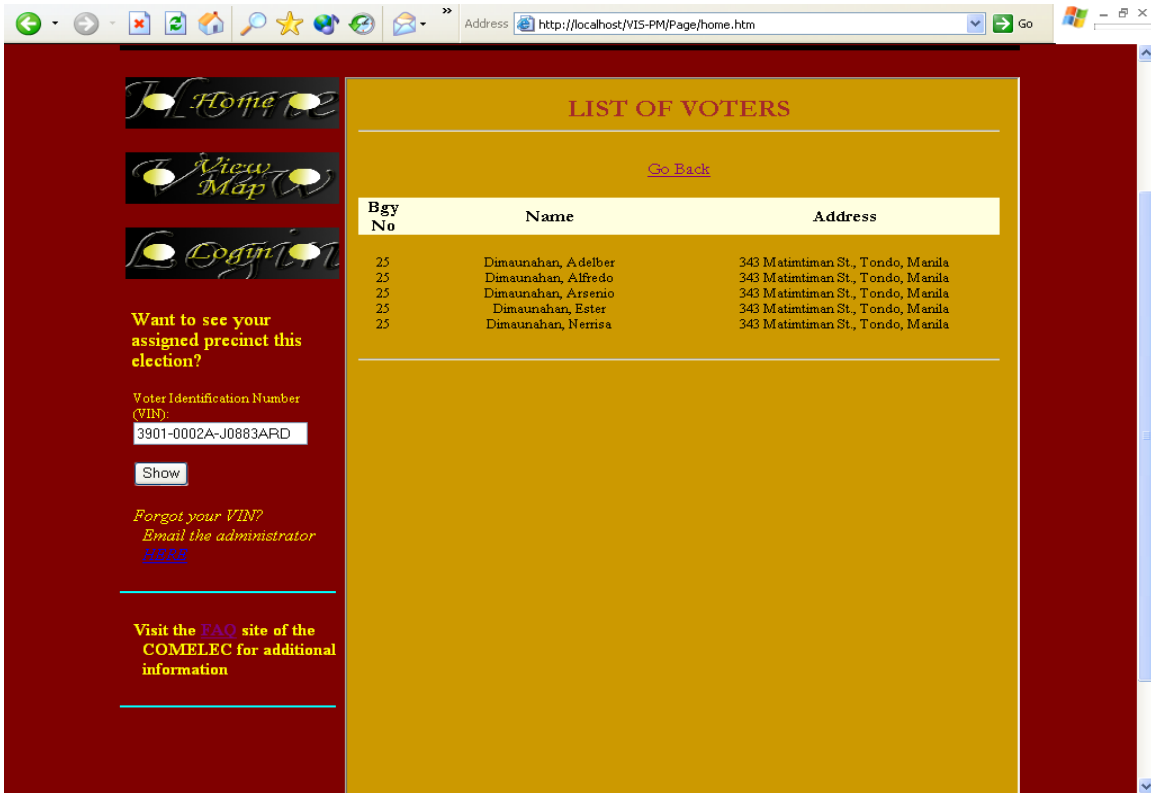 »
Address http://localhost/VIS-PM/Page/home.htm Go
Home
View
Map
Login
Want to see your
assigned precinct this
election?
Voter Identification Number
(VIN):
3901-0002A-J0883ARD
Show
Forgot your VIN?
Email the administrator
HERE
Visit the FAQ site of the
COMELEC for additional
information
LIST OF VOTERS
Go Back
Bgy
No Name Address
25 Dimaunahan, Adelber 343 Matimtiman St., Tondo, Manila
25 Dimaunahan, Alfredo 343 Matimtiman St., Tondo, Manila
25 Dimaunahan, Arsenio 343 Matimtiman St., Tondo, Manila
25 Dimaunahan, Ester 343 Matimtiman St., Tondo, Manila
25 Dimaunahan, Nerrisa 343 Matimtiman St., Tondo, Manila